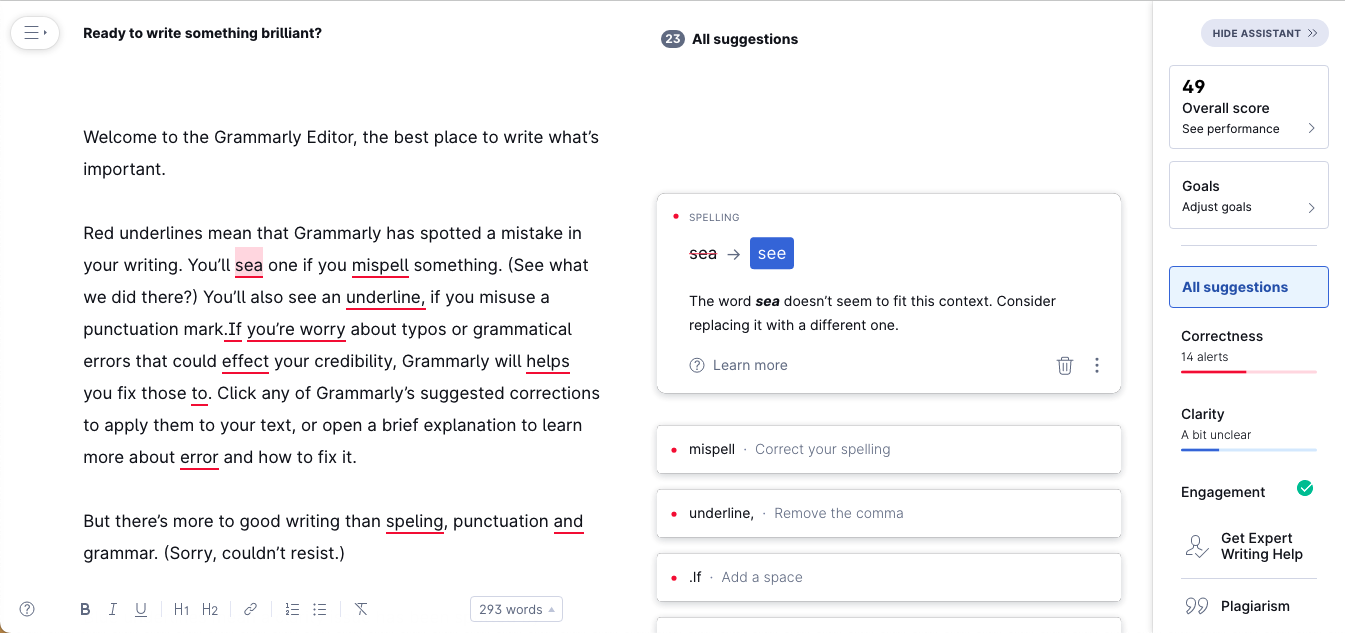 Ready to write something brilliant?
Welcome to the Grammarly Editor, the best place to write what’s
important.
Red underlines mean that Grammarly has spotted a mistake in
your writing. You’ll sea one if you mispell something. (See what
we did there?) You’ll also see an underline, if you misuse a
punctuation mark.If you’re worry about typos or grammatical
errors that could effect your credibility, Grammarly will helps
you fix those to. Click any of Grammarly’s suggested corrections
to apply them to your text, or open a brief explanation to learn
more about error and how to fix it.
But there’s more to good writing than speling, punctuation and
grammar. (Sorry, couldn’t resist.)
B I U H1 H2
293 words
23 All suggestions
SPELLING
sea → see
The word sea doesn’t seem to fit this context. Consider
replacing it with a different one.
Learn more
mispell · Correct your spelling
underline, · Remove the comma
.If · Add a space
HIDE ASSISTANT
49
Overall score
See performance
Goals
Adjust goals
All suggestions
Correctness
14 alerts
Clarity
A bit unclear
Engagement
Get Expert
Writing Help
Plagiarism